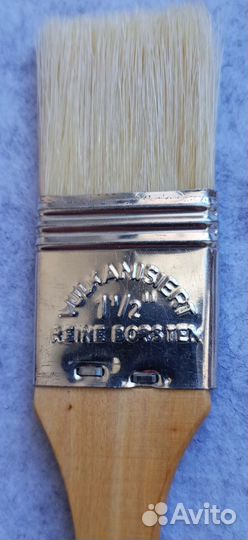 VULKANISIERT
1 1/2"
REINE BORSTEN
Avito